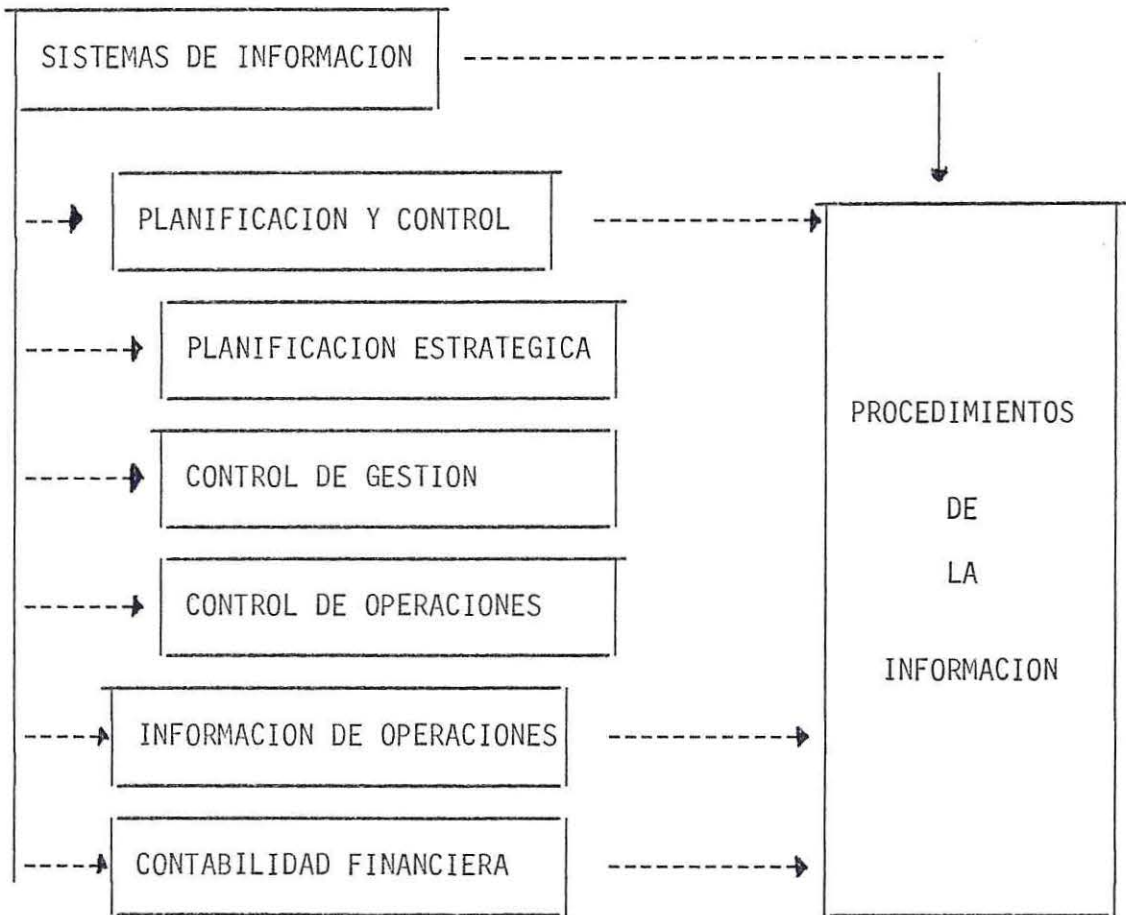 SISTEMAS DE INFORMACION
PLANIFICACION Y CONTROL
PLANIFICACION ESTRATEGICA
CONTROL DE GESTION
CONTROL DE OPERACIONES
INFORMACION DE OPERACIONES
CONTABILIDAD FINANCIERA
PROCEDIMIENTOS
DE
LA
INFORMACION